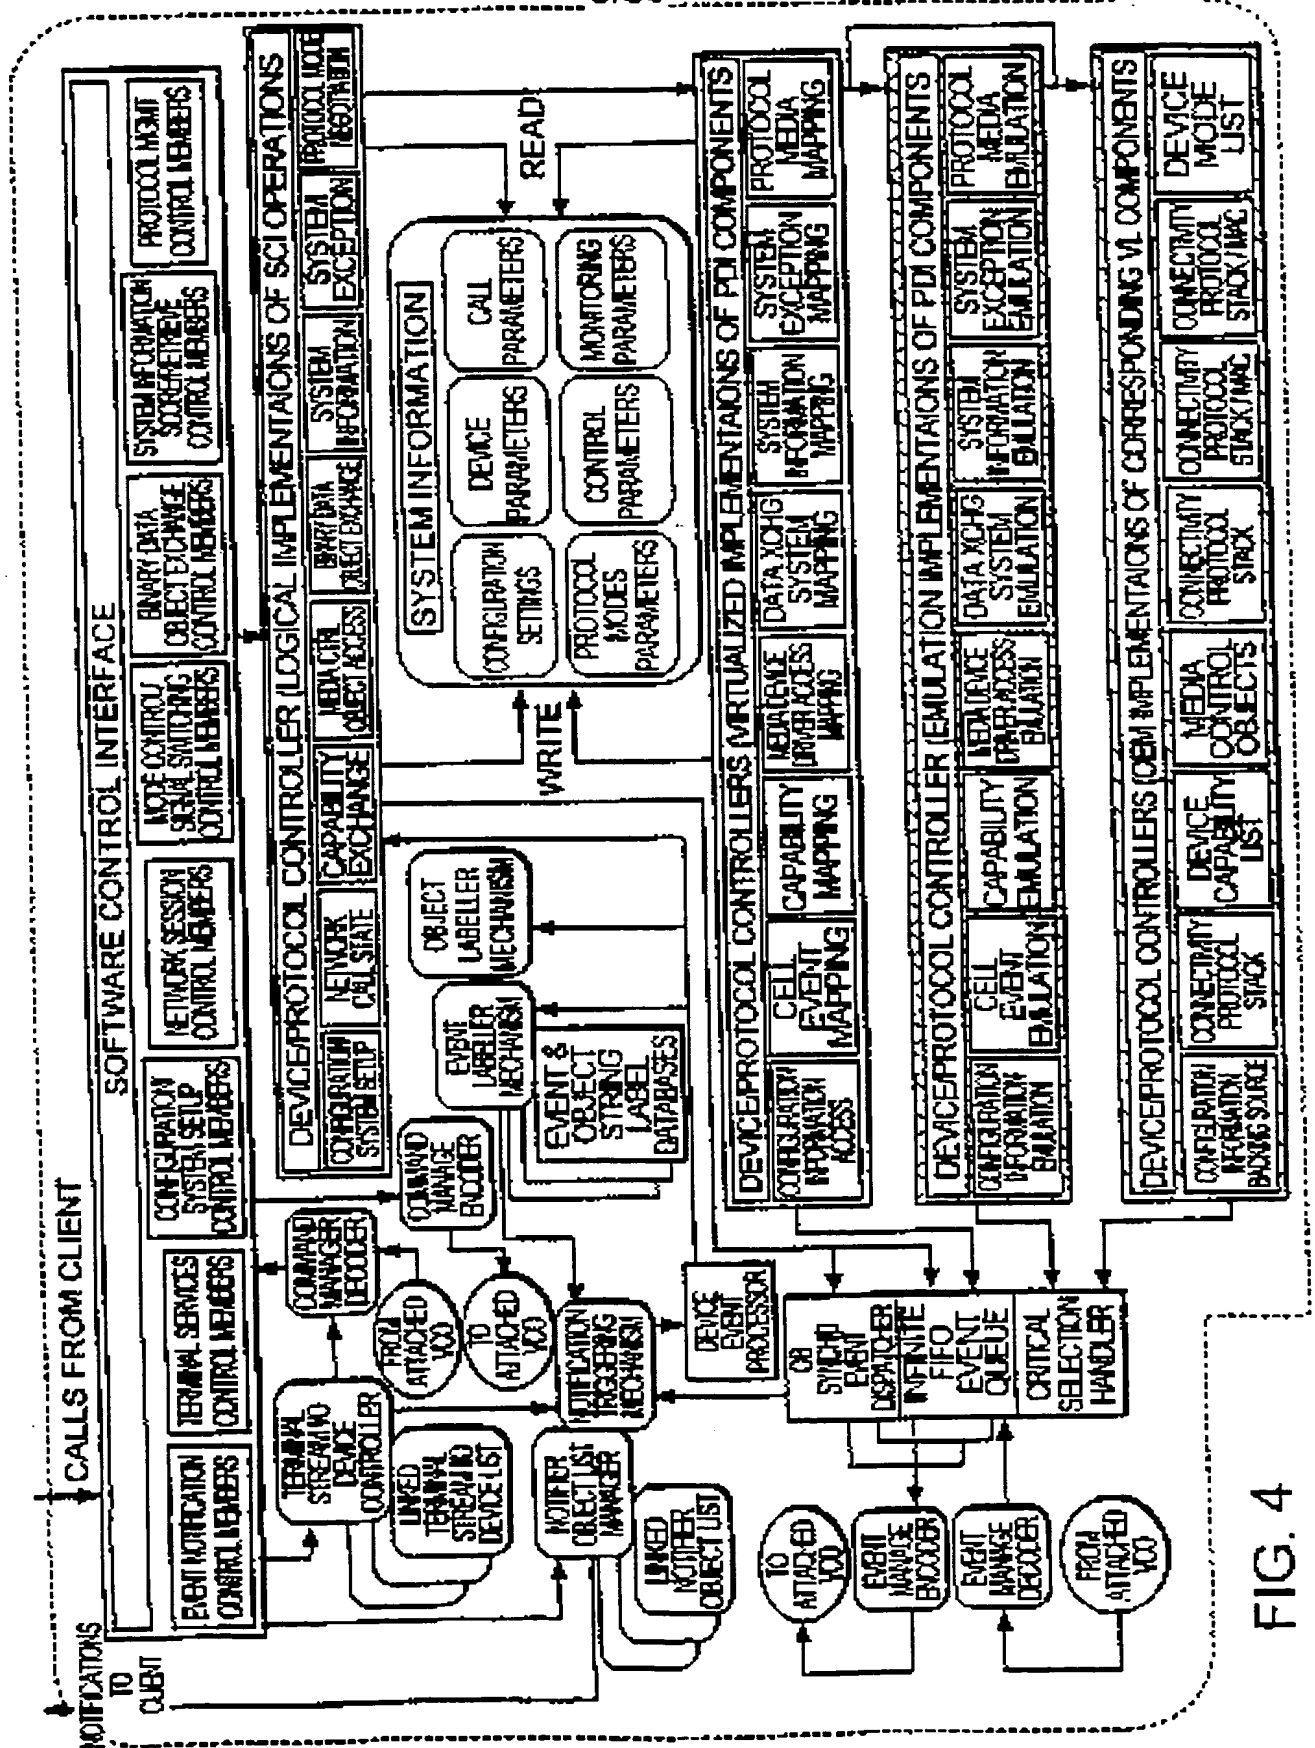 NOTIFICATIONS
TO
CLIENT
CALLS FROM CLIENT
SOFTWARE CONTROL INTERFACE
EVENT NOTIFICATION
CONTROL MEMBERS
TERMINAL SERVICES
CONTROL MEMBERS
CONFIGURATION
SYSTEM SETUP
CONTROL MEMBERS
NETWORK SESSION
CONTROL MEMBERS
MODE CONTROL/
SIGNAL SWITCHING
CONTROL MEMBERS
BINARY DATA
OBJECT EXCHANGE
CONTROL MEMBERS
SYSTEM INFORMATION
CONTROL MEMBERS
PROTOCOL MGMT
CONTROL MEMBERS
DEVICE/PROTOCOL CONTROLLER (LOGICAL IMPLEMENTAIONS OF SCI OPERATIONS
CONFIGURATION
SYSTEM SETUP
NETWORK
CALL STATE
CAPABILITY
EXCHANGE
MEDIA CTRL
OBJECT ACCESS
BINARY DATA
OBJECT EXCHANGE
SYSTEM
INFORMATION
SYSTEM
EXCEPTION
PROTOCOL MODE
NEGOTIATION
TERMINAL
STREAM I/O
DEVICE
CONTROLLER
LINKED
TERMINAL
STREAM I/O
DEVICE LIST
COMMAND
MANAGER
DECODER
COMMAND
MANAGE
ENCODER
FROM
ATTACHED
VCO
TO
ATTACHED
VCO
EVENT
LABELLER
MECHANISM
OBJECT
LABELLER
MECHANISM
EVENT &
OBJECT
STRING
LABEL
DATABASES
SYSTEM INFORMATION
CONFIGURATION
SETTINGS
DEVICE
PARAMETERS
CALL
PARAMETERS
PROTOCOL
MODES
PARAMETERS
CONTROL
PARAMETERS
MONITORING
PARAMETERS
WRITE
READ
NOTIFIER
OBJECT LIST
MANAGER
LINKED
NOTIFIER
OBJECT LIST
NOTIFICATION
TRIGGERING
MECHANISM
DEVICE
EVENT
PROCESSOR
DEVICE/PROTOCOL CONTROLLERS (VIRTUALIZED IMPLEMENTAIONS OF PDI COMPONENTS
CONFIGURATION
INFORMATION
ACCESS
CELL
EVENT
MAPPING
CAPABILITY
MAPPING
MEDIA DEVICE
DRIVER ACCESS
MAPPING
DATA XCHG
SYSTEM
MAPPING
SYSTEM
INFORMATION
MAPPING
SYSTEM
EXCEPTION
MAPPING
PROTOCOL
MEDIA
MAPPING
CB
SYNCHED
EVENT
DISPATCHER
INFINITE
FIFO
EVENT
QUEUE
CRITICAL
SELECTION
HANDLER
DEVICE/PROTOCOL CONTROLLER (EMULATION IMPLEMENTAIONS OF PDI COMPONENTS
CONFIGURATION
INFORMATION
EMULATION
CELL
EVENT
EMULATION
CAPABILITY
EMULATION
MEDIA DEVICE
DRIVER ACCESS
EMULATION
DATA XCHG
SYSTEM
EMULATION
SYSTEM
INFORMATION
EMULATION
SYSTEM
EXCEPTION
EMULATION
PROTOCOL
MEDIA
EMULATION
TO
ATTACHED
VCO
EVENT
MANAGE
ENCODER
EVENT
MANAGE
DECODER
FROM
ATTACHED
VCO
DEVICE/PROTOCOL CONTROLLERS (OEM IMPLEMENTAIONS OF CORRESPONDING VL COMPONENTS
CONFIGURATION
INFORMATION
BACKING SOURCE
CONNECTIVITY
PROTOCOL
STACK
DEVICE
CAPABILITY
LIST
MEDIA
CONTROL
OBJECTS
CONNECTIVITY
PROTOCOL
STACK
CONNECTIVITY
PROTOCOL
STACK/MAC
CONNECTIVITY
PROTOCOL
STACK/MAC
DEVICE
MODE
LIST
FIG. 4